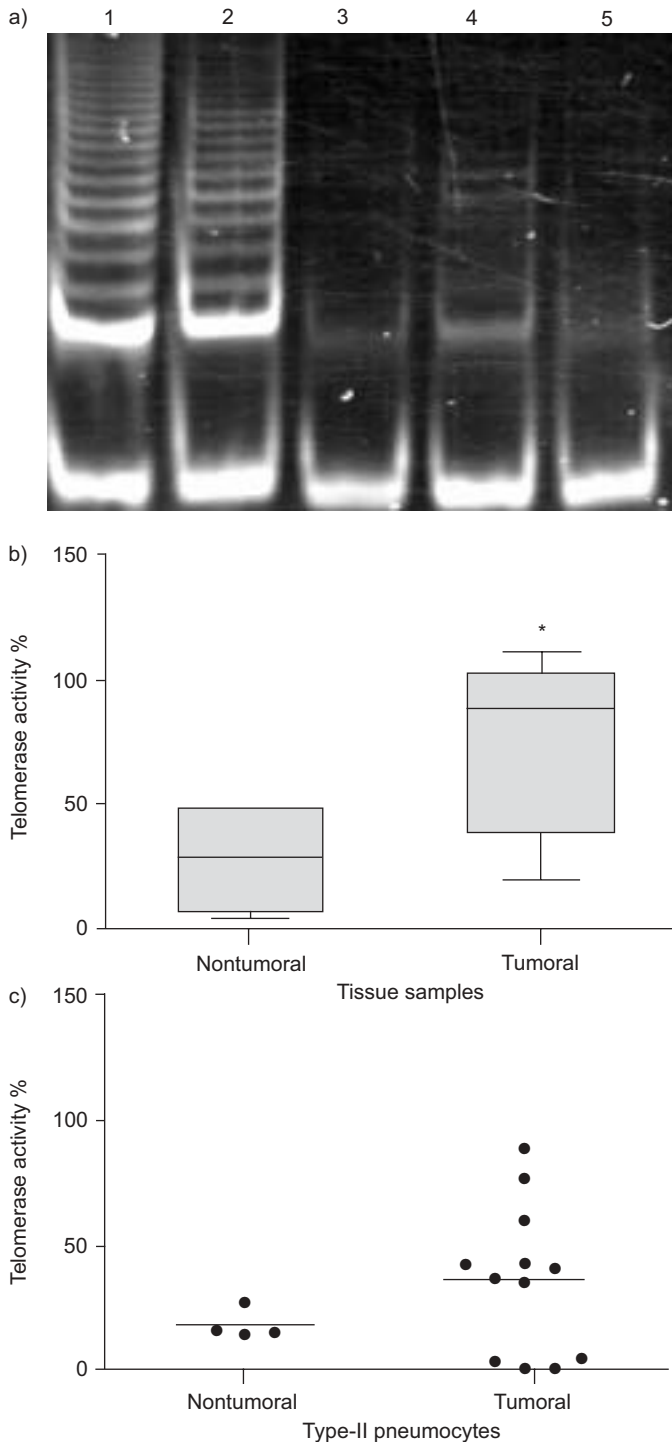 a) 1 2 3 4 5
b) 150
100
50
0
Telomerase activity %
*
Nontumoral Tumoral
Tissue samples
c) 150
100
50
0
Telomerase activity %
Nontumoral Tumoral
Type-II pneumocytes